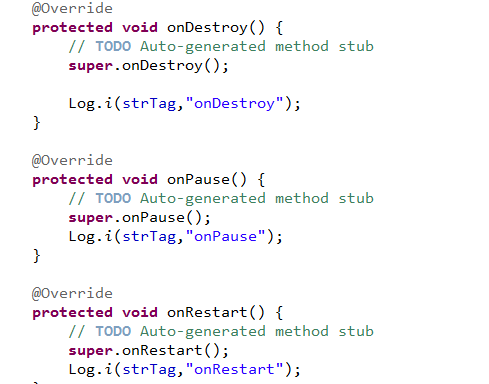 @Override
protected void onDestroy() {
    // TODO Auto-generated method stub
    super.onDestroy();

    Log.i(strTag,"onDestroy");
}

@Override
protected void onPause() {
    // TODO Auto-generated method stub
    super.onPause();
    Log.i(strTag,"onPause");
}

@Override
protected void onRestart() {
    // TODO Auto-generated method stub
    super.onRestart();
    Log.i(strTag,"onRestart");
}